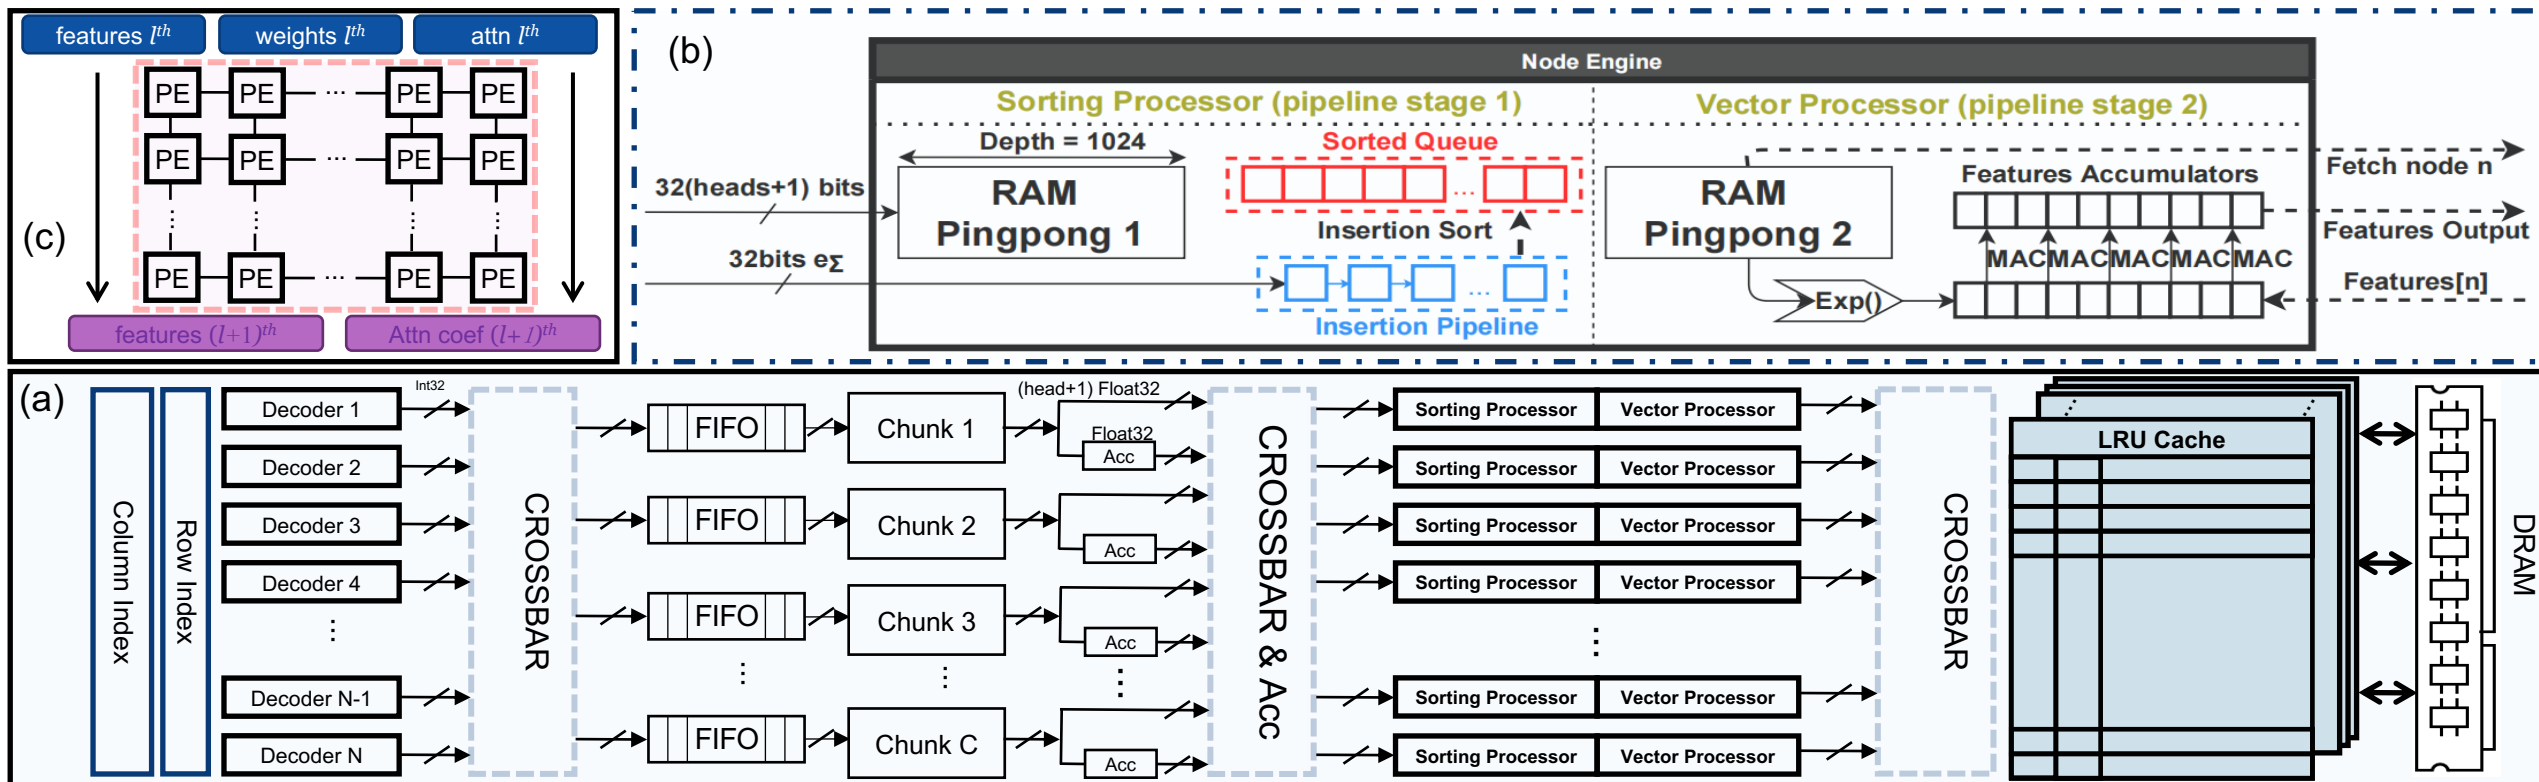 features l^th
weights l^th
attn l^th
PE PE ... PE PE
PE PE ... PE PE
PE PE ... PE PE
(c)
features (l+1)^th
Attn coef (l+1)^th
(b)
Node Engine
Sorting Processor (pipeline stage 1)
Vector Processor (pipeline stage 2)
Depth = 1024
RAM
Pingpong 1
32(heads+1) bits
32bits eΣ
Sorted Queue
...
Insertion Sort
...
Insertion Pipeline
RAM
Pingpong 2
Exp()
Features Accumulators
MAC MAC MAC MAC MAC
Fetch node n
Features Output
Features[n]
(a)
Column Index
Row Index
Decoder 1
Decoder 2
Decoder 3
Decoder 4
⋮
Decoder N-1
Decoder N
Int32
CROSSBAR
FIFO
FIFO
FIFO
⋮
FIFO
Chunk 1
Chunk 2
Chunk 3
⋮
Chunk C
(head+1) Float32
Float32
Acc
Acc
Acc
⋮
Acc
CROSSBAR & Acc
Sorting Processor Vector Processor
Sorting Processor Vector Processor
Sorting Processor Vector Processor
Sorting Processor Vector Processor
⋮
Sorting Processor Vector Processor
Sorting Processor Vector Processor
CROSSBAR
LRU Cache
DRAM